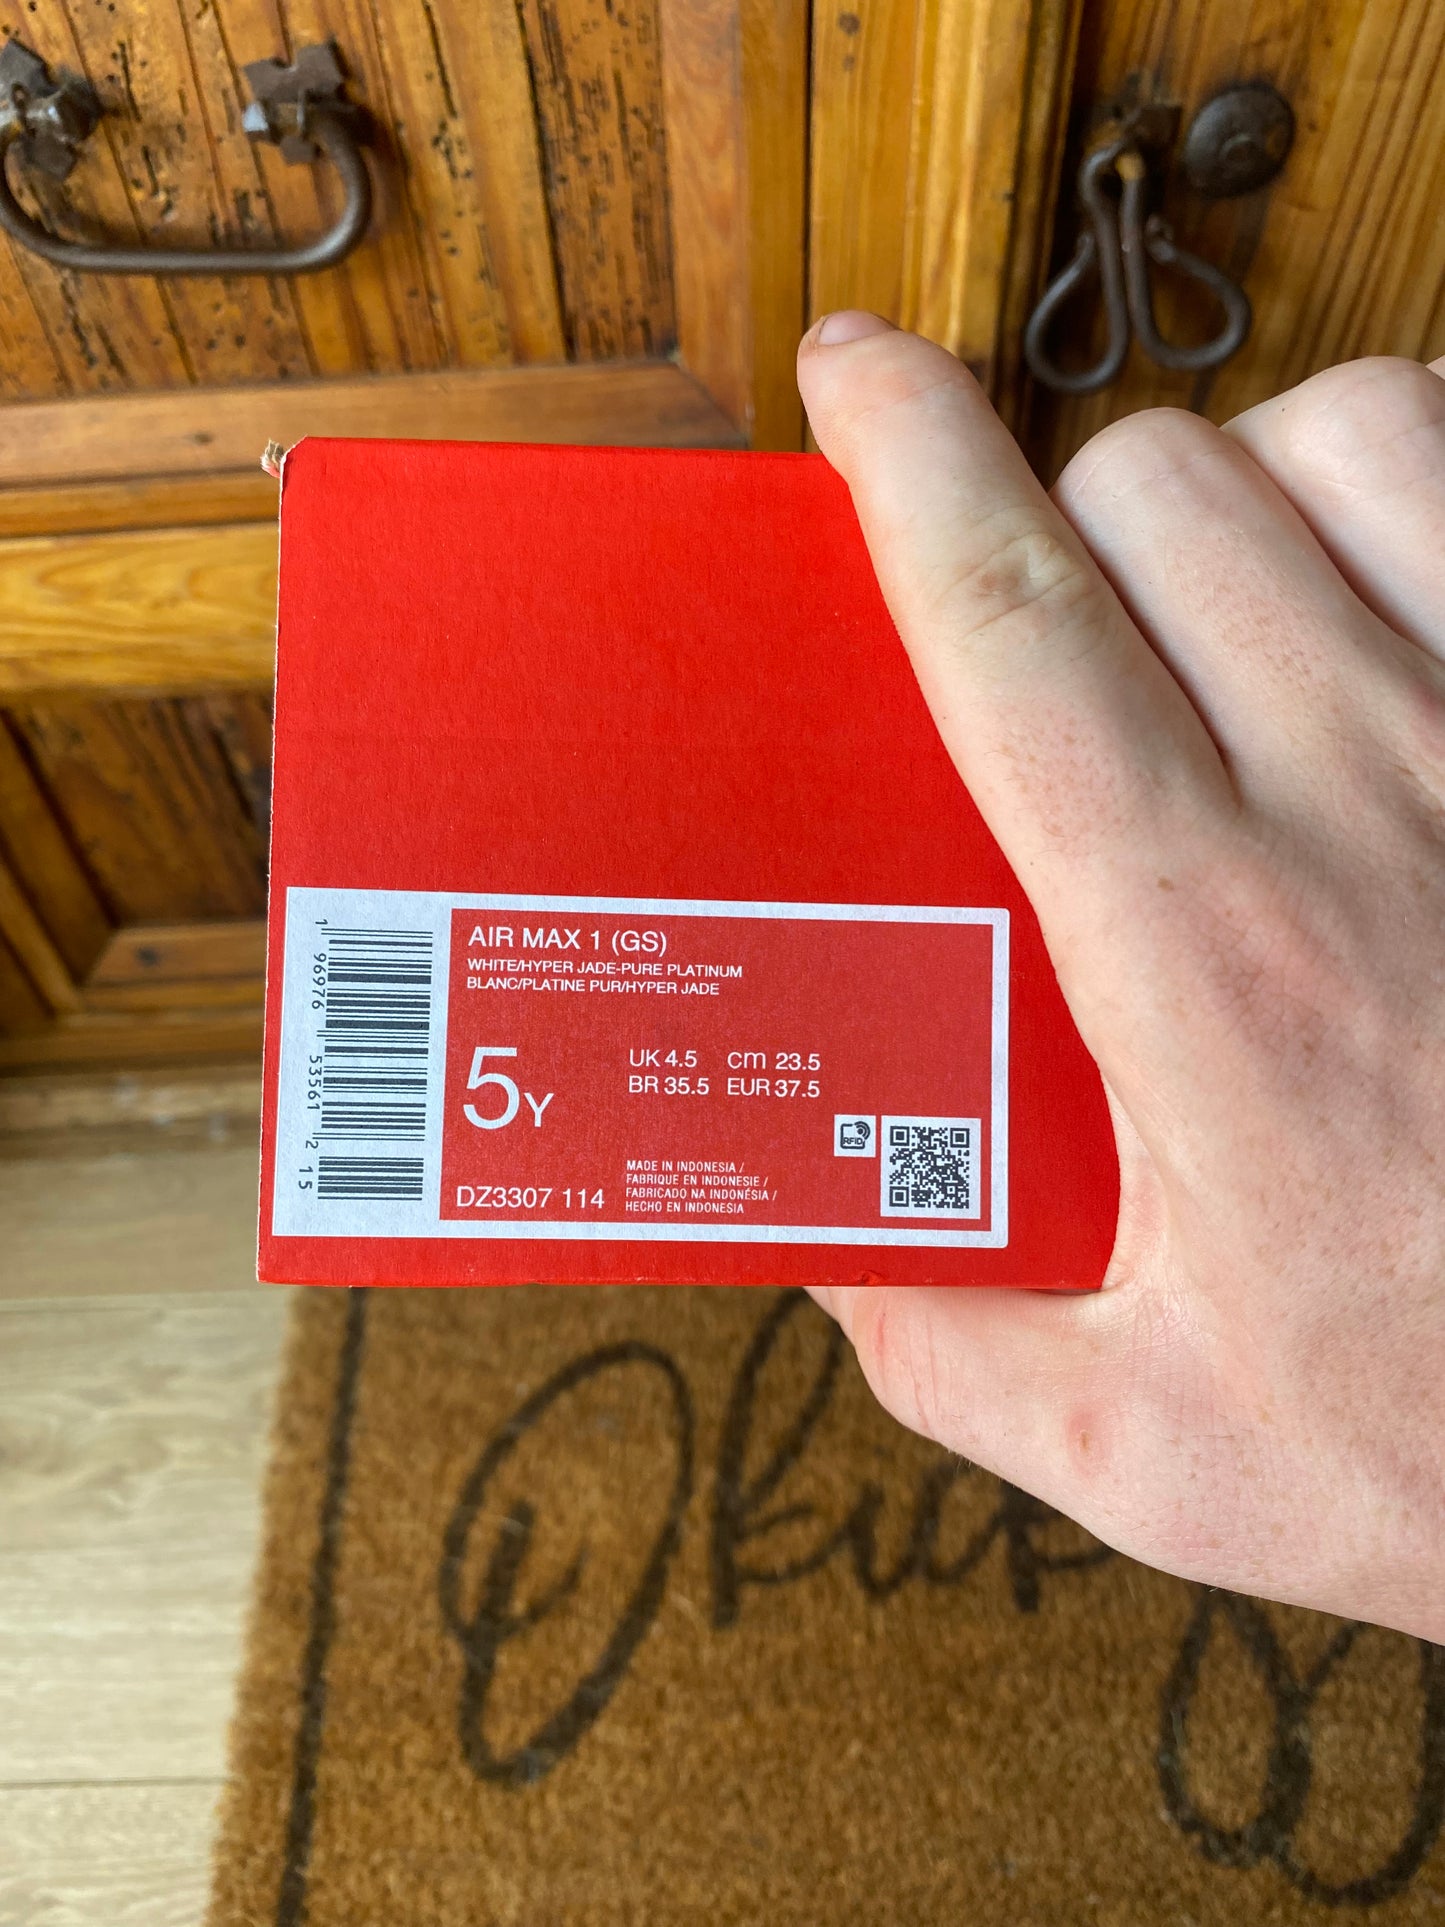 AIR MAX 1 (GS)
WHITE/HYPER JADE-PURE PLATINUM
BLANC/PLATINE PUR/HYPER JADE
5Y
UK 4.5 CM 23.5
BR 35.5 EUR 37.5
RFID
DZ3307 114
MADE IN INDONESIA /
FABRIQUE EN INDONESIE /
FABRICADO NA INDONÉSIA /
HECHO EN INDONESIA
1 96976 53561 2 15